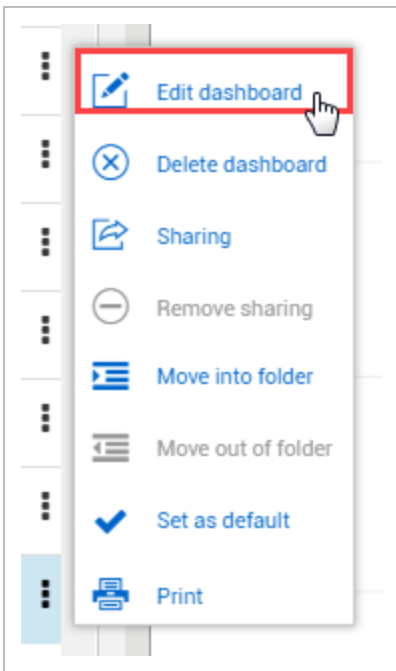 Edit dashboard
Delete dashboard
Sharing
Remove sharing
Move into folder
Move out of folder
Set as default
Print